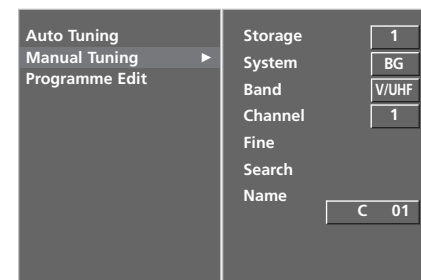 Auto Tuning
Manual Tuning ►
Programme Edit
Storage 1
System BG
Band V/UHF
Channel 1
Fine
Search
Name
C 01